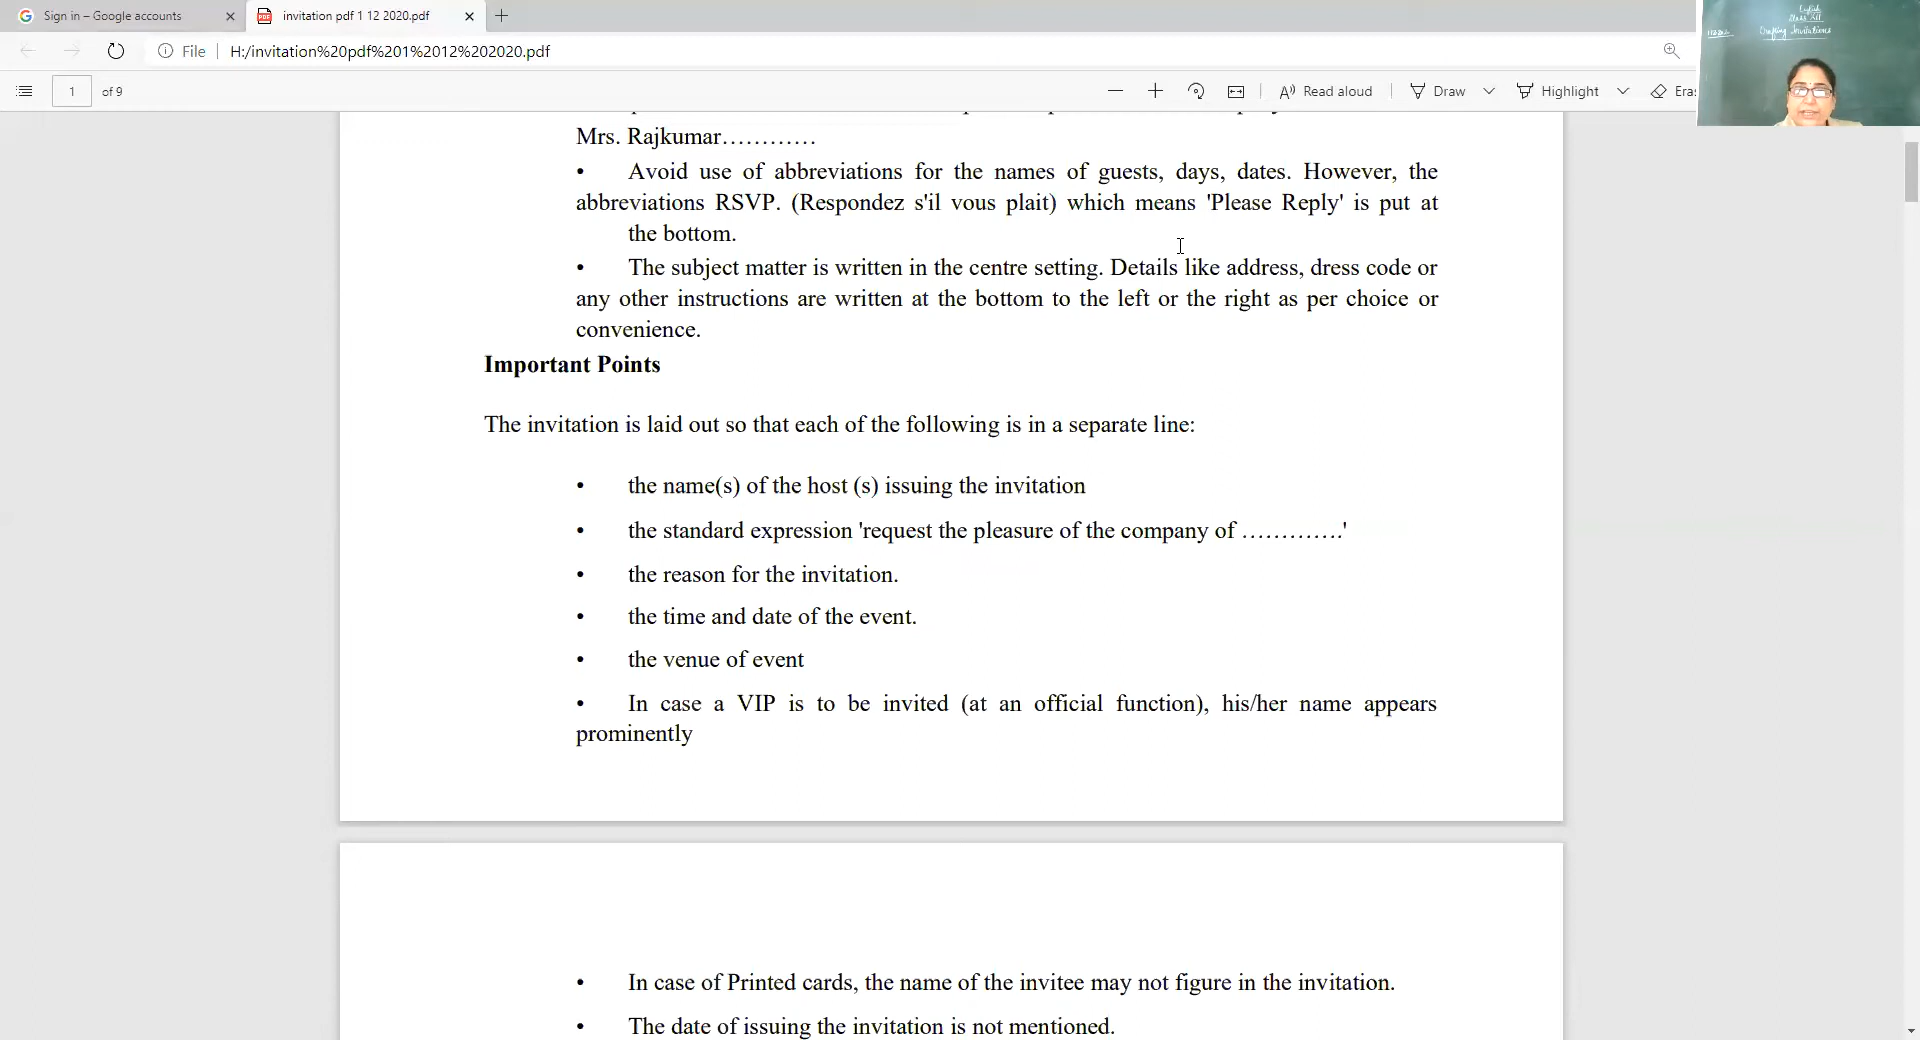 Sign in – Google accounts
invitation pdf 1 12 2020.pdf
File
H:/invitation%20pdf%201%2012%202020.pdf
1 of 9
Read aloud
Draw
Highlight
Eras
English
Class XII
Drafting Invitations
Mrs. Rajkumar…………
• Avoid use of abbreviations for the names of guests, days, dates. However, the
abbreviations RSVP. (Respondez s'il vous plait) which means 'Please Reply' is put at
the bottom.
• The subject matter is written in the centre setting. Details like address, dress code or
any other instructions are written at the bottom to the left or the right as per choice or
convenience.
Important Points
The invitation is laid out so that each of the following is in a separate line:
• the name(s) of the host (s) issuing the invitation
• the standard expression 'request the pleasure of the company of ………….'
• the reason for the invitation.
• the time and date of the event.
• the venue of event
• In case a VIP is to be invited (at an official function), his/her name appears
prominently
• In case of Printed cards, the name of the invitee may not figure in the invitation.
• The date of issuing the invitation is not mentioned.